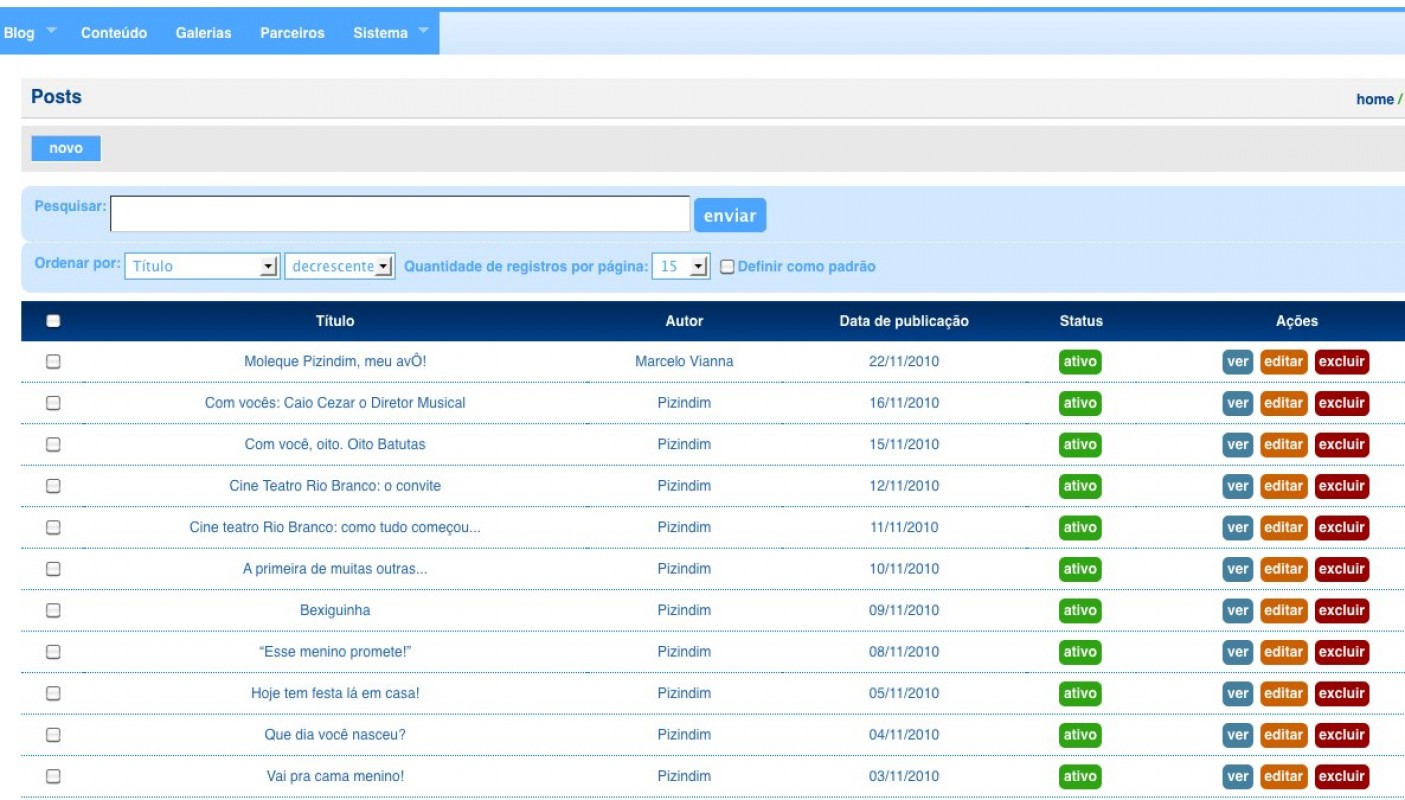 Blog Conteúdo Galerias Parceiros Sistema
Posts home /
novo
Pesquisar: enviar
Ordenar por: Título decrescente Quantidade de registros por página: 15 Definir como padrão
Título Autor Data de publicação Status Ações
Moleque Pizindim, meu avÔ! Marcelo Vianna 22/11/2010 ativo ver editar excluir
Com vocês: Caio Cezar o Diretor Musical Pizindim 16/11/2010 ativo ver editar excluir
Com você, oito. Oito Batutas Pizindim 15/11/2010 ativo ver editar excluir
Cine Teatro Rio Branco: o convite Pizindim 12/11/2010 ativo ver editar excluir
Cine teatro Rio Branco: como tudo começou... Pizindim 11/11/2010 ativo ver editar excluir
A primeira de muitas outras... Pizindim 10/11/2010 ativo ver editar excluir
Bexiguinha Pizindim 09/11/2010 ativo ver editar excluir
“Esse menino promete!” Pizindim 08/11/2010 ativo ver editar excluir
Hoje tem festa lá em casa! Pizindim 05/11/2010 ativo ver editar excluir
Que dia você nasceu? Pizindim 04/11/2010 ativo ver editar excluir
Vai pra cama menino! Pizindim 03/11/2010 ativo ver editar excluir